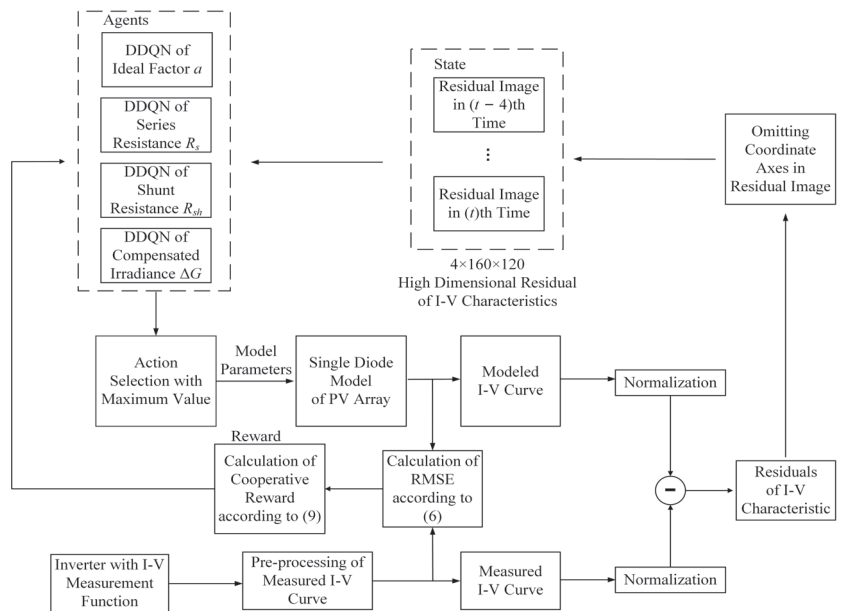 Agents
DDQN of
Ideal Factor a
DDQN of
Series
Resistance Rs
DDQN of
Shunt
Resistance Rsh
DDQN of
Compensated
Irradiance ΔG
State
Residual Image
in (t − 4)th
Time
⋮
Residual Image
in (t)th Time
4×160×120
High Dimensional Residual
of I-V Characteristics
Omitting
Coordinate
Axes in
Residual Image
Action
Selection with
Maximum Value
Model
Parameters
Single Diode
Model
of PV Array
Modeled
I-V Curve
Normalization
Reward
Calculation of
Cooperative
Reward
according to (9)
Calculation of
RMSE
according to
(6)
−
Residuals
of I-V
Characteristic
Inverter with I-V
Measurement
Function
Pre-processing of
Measured I-V
Curve
Measured
I-V Curve
Normalization